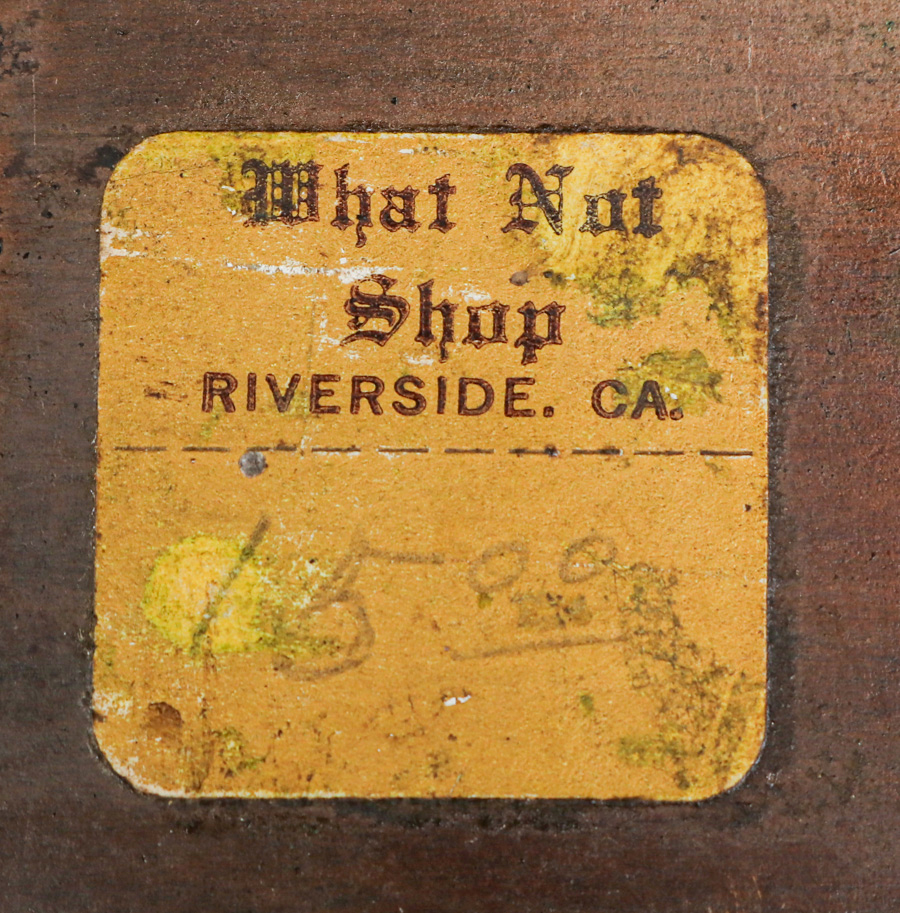 What Not
Shop
RIVERSIDE. CA.
15.00